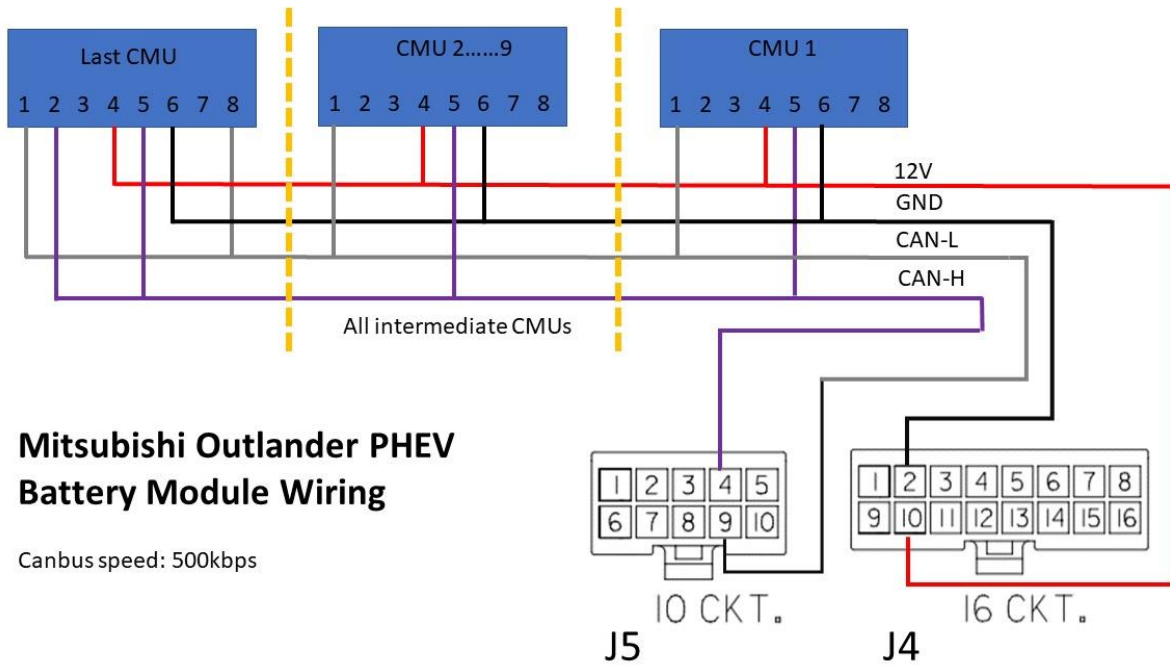 Last CMU
1 2 3 4 5 6 7 8
CMU 2……9
1 2 3 4 5 6 7 8
CMU 1
1 2 3 4 5 6 7 8
12V
GND
CAN-L
CAN-H
All intermediate CMUs
Mitsubishi Outlander PHEV
Battery Module Wiring
Canbus speed: 500kbps
1 2 3 4 5
6 7 8 9 10
10 CKT.
J5
1 2 3 4 5 6 7 8
9 10 11 12 13 14 15 16
16 CKT.
J4